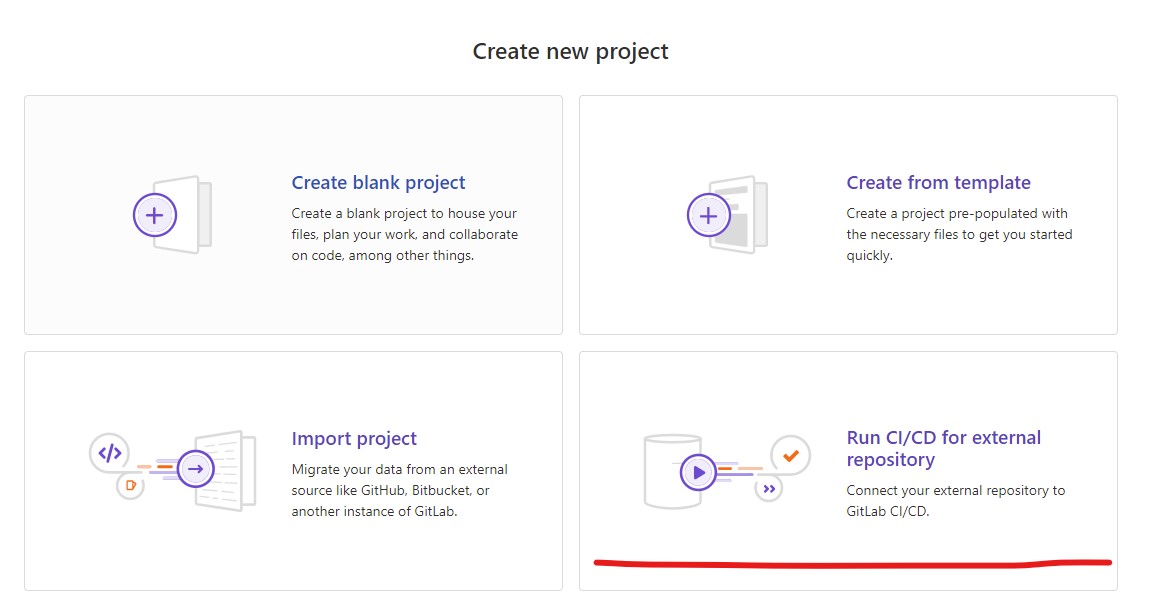 Create new project
Create blank project
Create a blank project to house your
files, plan your work, and collaborate
on code, among other things.
Create from template
Create a project pre-populated with
the necessary files to get you started
quickly.
Import project
Migrate your data from an external
source like GitHub, Bitbucket, or
another instance of GitLab.
Run CI/CD for external
repository
Connect your external repository to
GitLab CI/CD.